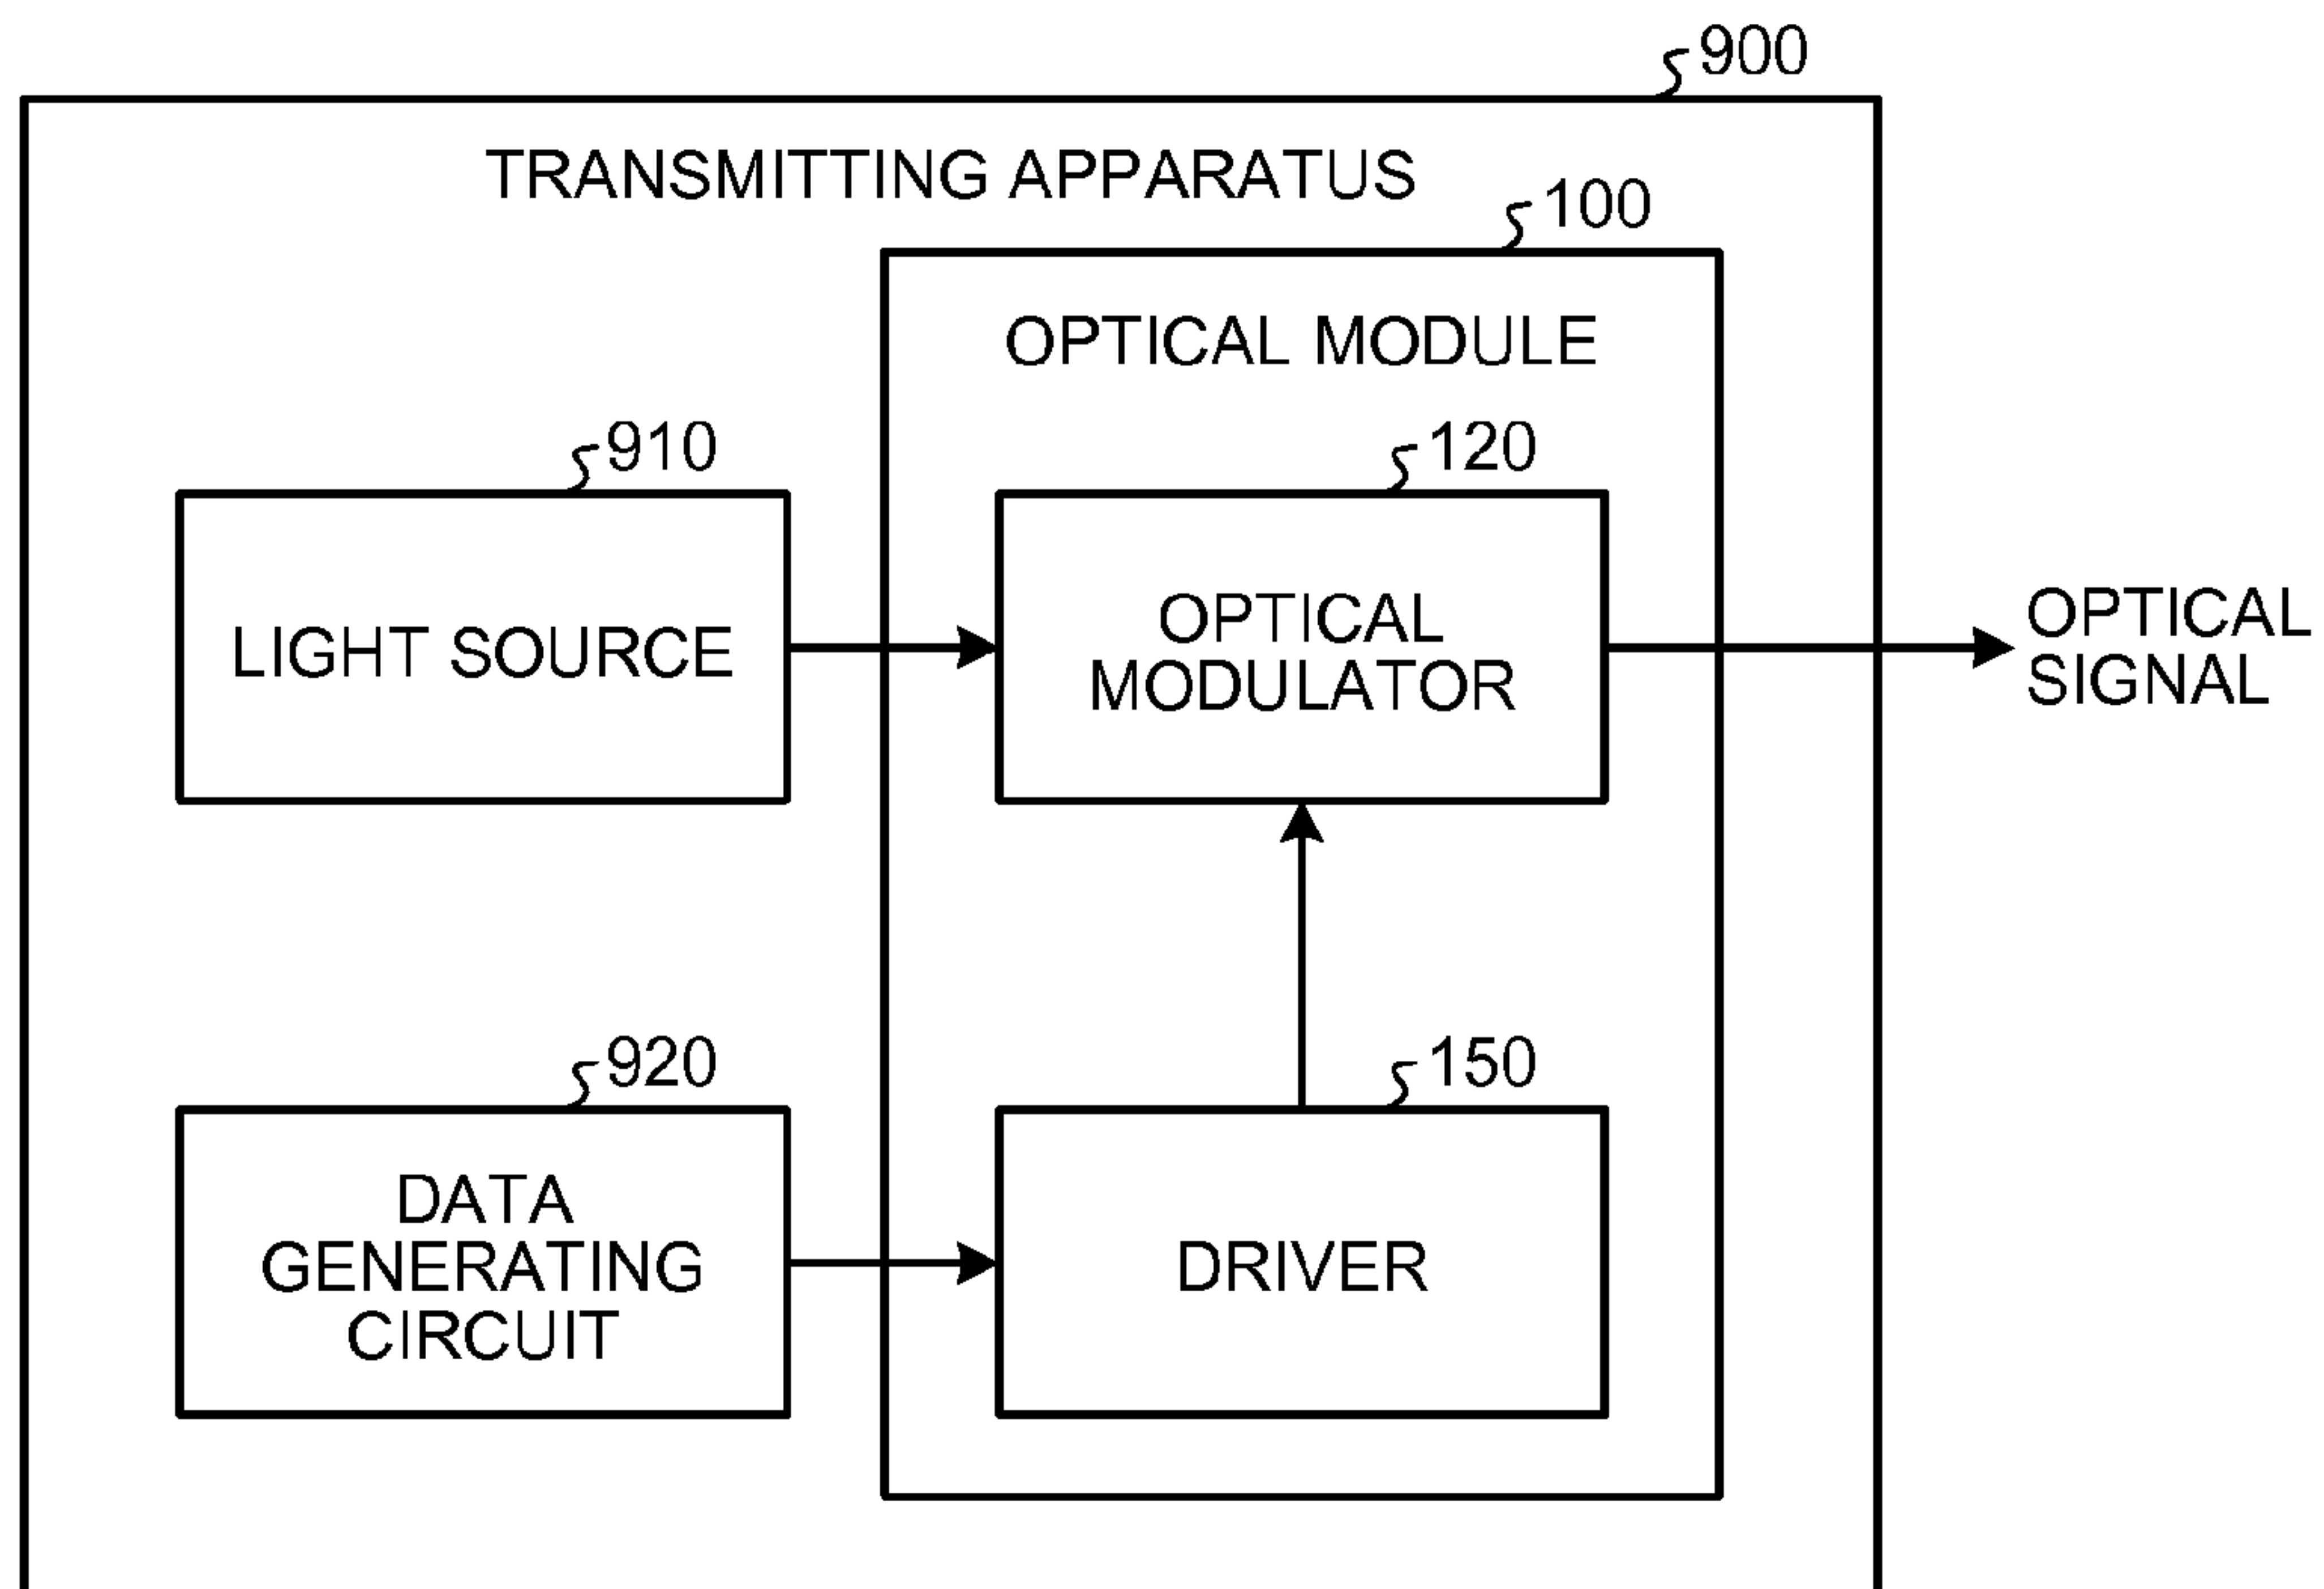 900
TRANSMITTING APPARATUS
100
OPTICAL MODULE
910
120
LIGHT SOURCE
OPTICAL
MODULATOR
OPTICAL
SIGNAL
920
150
DATA
GENERATING
CIRCUIT
DRIVER